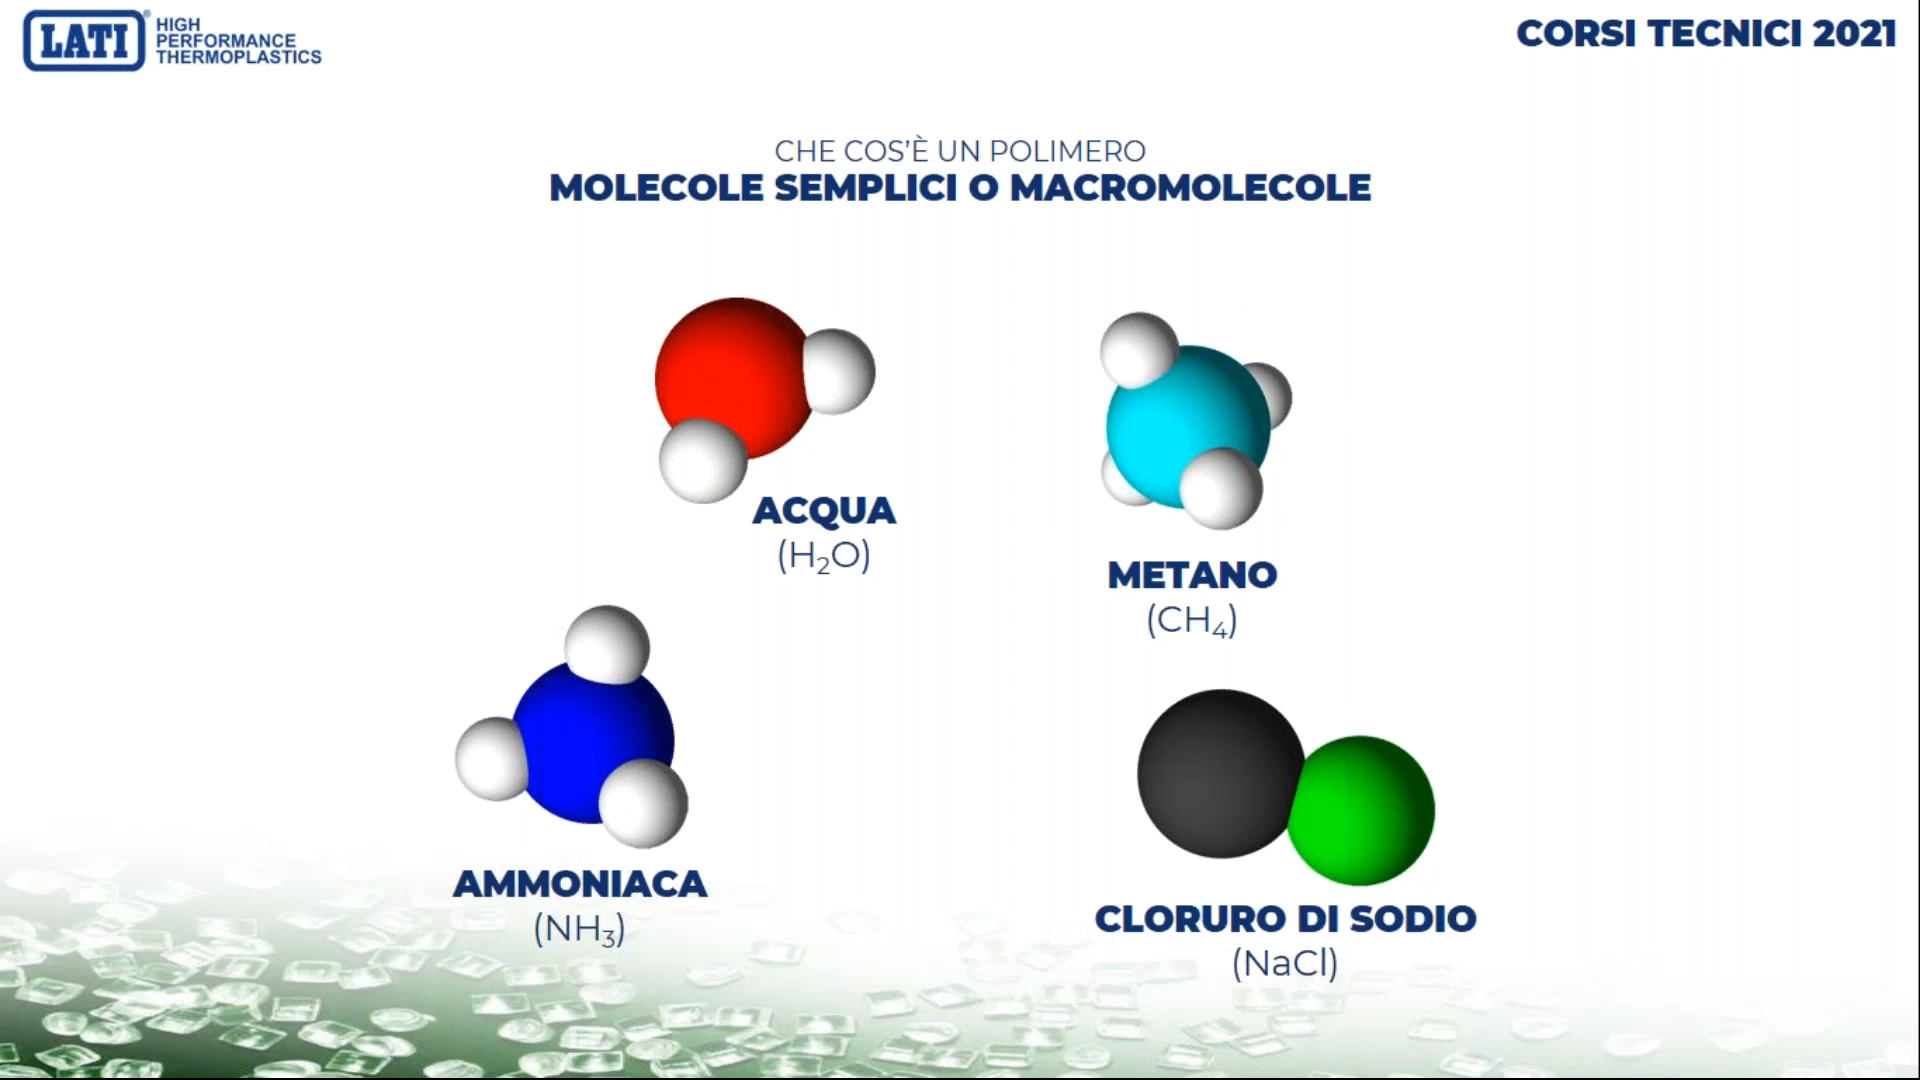 LATI®
HIGH
PERFORMANCE
THERMOPLASTICS
CORSI TECNICI 2021
CHE COS'È UN POLIMERO
MOLECOLE SEMPLICI O MACROMOLECOLE
ACQUA
(H₂O)
METANO
(CH₄)
AMMONIACA
(NH₃)
CLORURO DI SODIO
(NaCl)